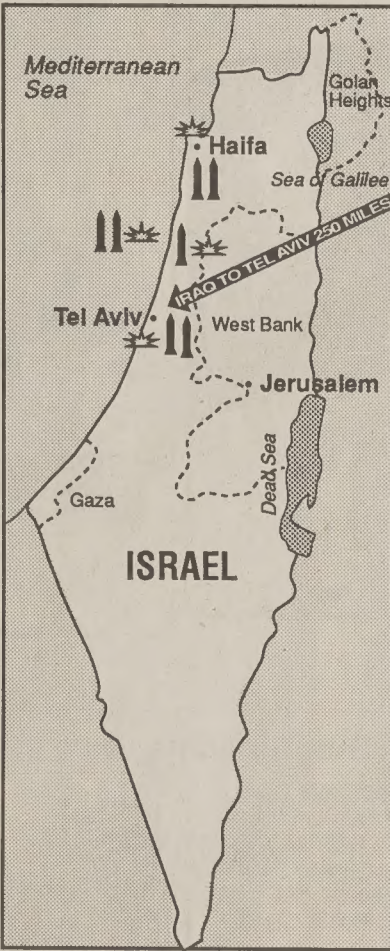 Mediterranean
Sea
Golan
Heights
Haifa
Sea of Galilee
IRAQ TO TEL AVIV 250 MILES
Tel Aviv
West Bank
Jerusalem
Dead Sea
Gaza
ISRAEL